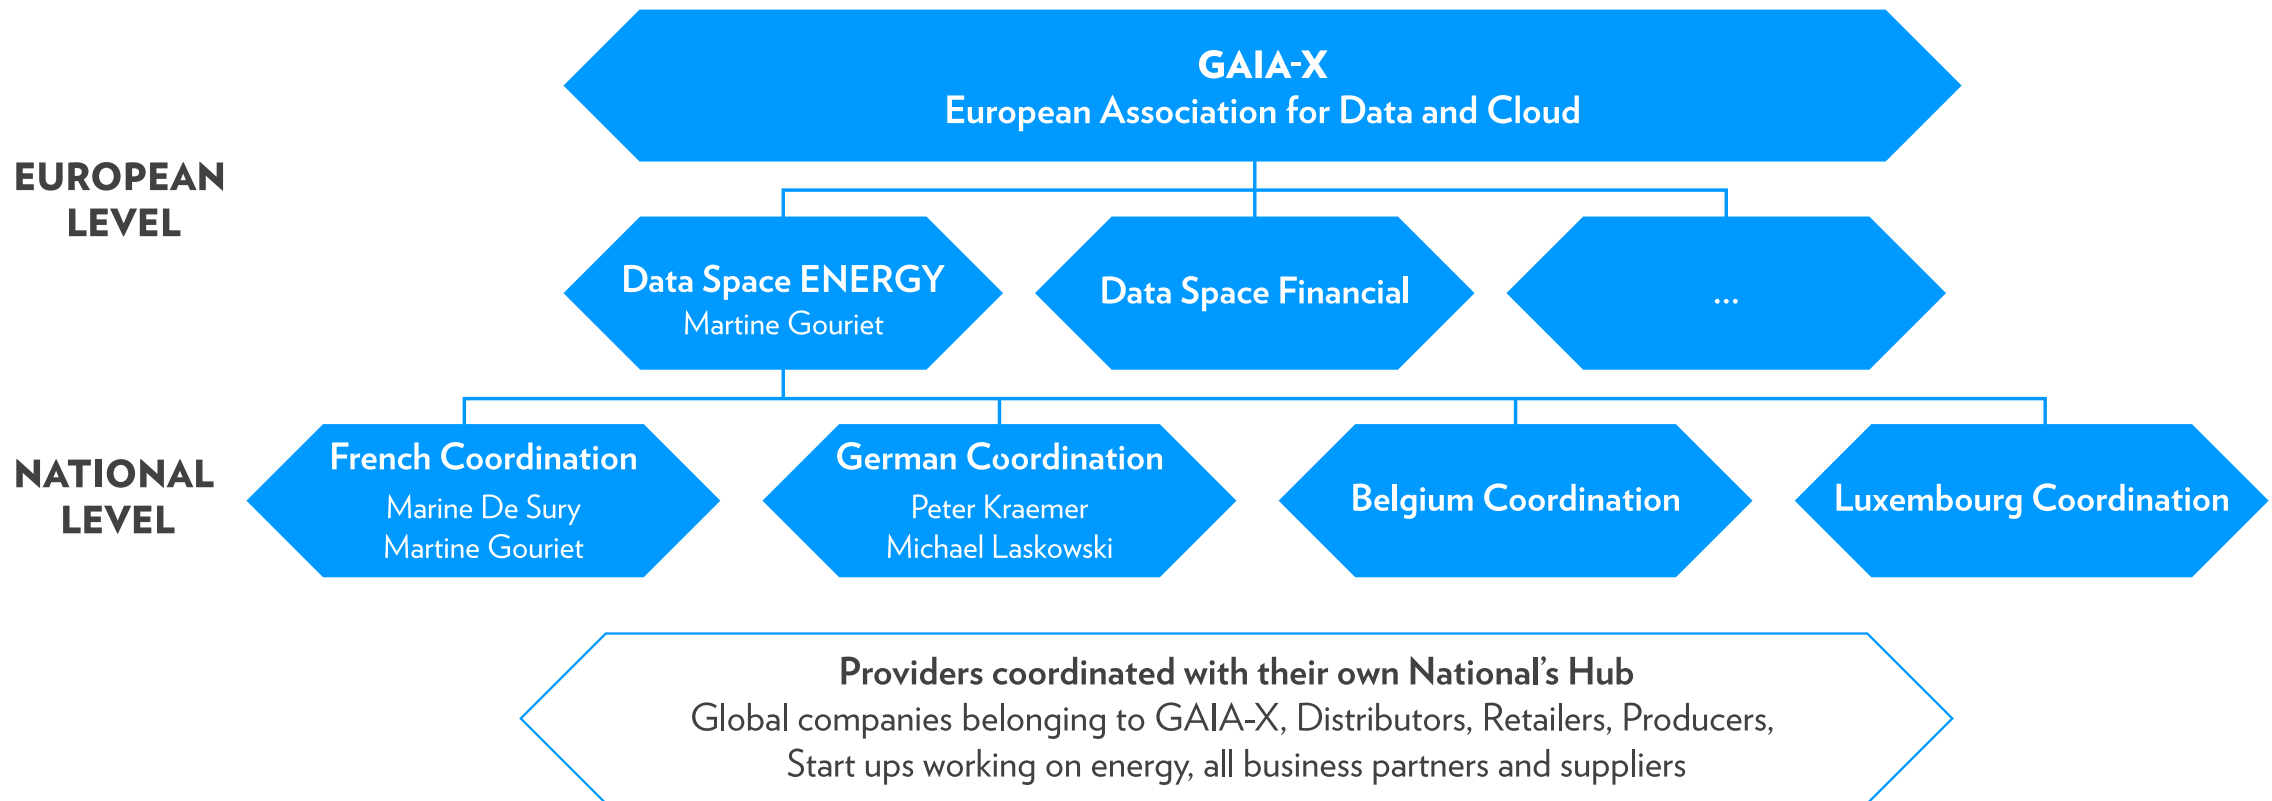 GAIA-X
European Association for Data and Cloud
EUROPEAN
LEVEL
Data Space ENERGY
Martine Gouriet
Data Space Financial
...
NATIONAL
LEVEL
French Coordination
Marine De Sury
Martine Gouriet
German Coordination
Peter Kraemer
Michael Laskowski
Belgium Coordination
Luxembourg Coordination
Providers coordinated with their own National's Hub
Global companies belonging to GAIA-X, Distributors, Retailers, Producers,
Start ups working on energy, all business partners and suppliers